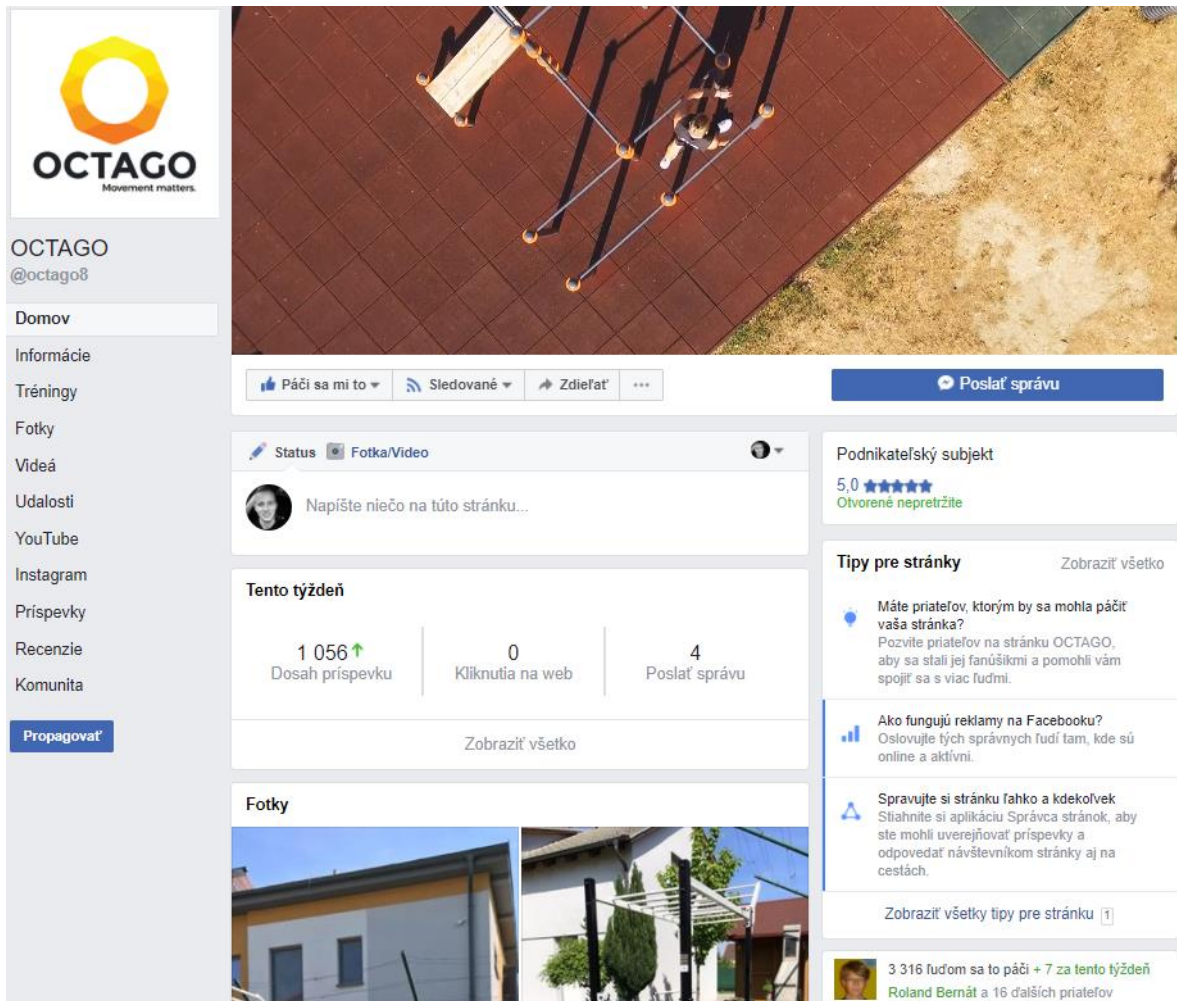 OCTAGO
Movement matters.
OCTAGO
@octago8
Domov
Informácie
Tréningy
Fotky
Videá
Udalosti
YouTube
Instagram
Príspevky
Recenzie
Komunita
Propagovať
Páči sa mi to
Sledované
Zdieľať
Poslať správu
Status
Fotka/Video
Napíšte niečo na túto stránku...
Tento týždeň
1 056
Dosah príspevku
0
Kliknutia na web
4
Poslať správu
Zobraziť všetko
Fotky
Podnikateľský subjekt
5,0
Otvorené nepretržite
Tipy pre stránky
Zobraziť všetko
Máte priateľov, ktorým by sa mohla páčiť
vaša stránka?
Pozvite priateľov na stránku OCTAGO,
aby sa stali jej fanúšikmi a pomohli vám
spojiť sa s viac ľuďmi.
Ako fungujú reklamy na Facebooku?
Oslovujte tých správnych ľudí tam, kde sú
online a aktívni.
Spravujte si stránku ľahko a kdekoľvek
Stiahnite si aplikáciu Správca stránok, aby
ste mohli uverejňovať príspevky a
odpovedať návštevníkom stránky aj na
cestách.
Zobraziť všetky tipy pre stránku 1
3 316 ľuďom sa to páči + 7 za tento týždeň
Roland Bernát a 16 ďalších priateľov